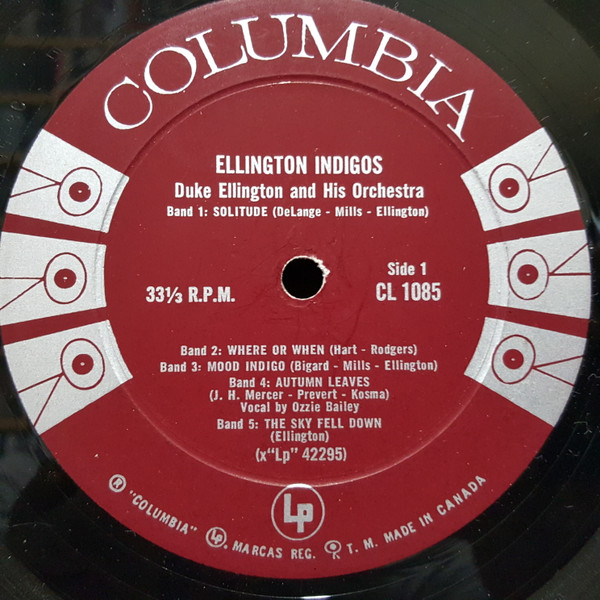 COLUMBIA
ELLINGTON INDIGOS
Duke Ellington and His Orchestra
Band 1: SOLITUDE (DeLange - Mills - Ellington)
33⅓ R.P.M.
Side 1
CL 1085
Band 2: WHERE OR WHEN (Hart - Rodgers)
Band 3: MOOD INDIGO (Bigard - Mills - Ellington)
Band 4: AUTUMN LEAVES
(J. H. Mercer - Prevert - Kosma)
Vocal by Ozzie Bailey
Band 5: THE SKY FELL DOWN
(Ellington)
(x"Lp" 42295)
Lp
® "COLUMBIA" Lp. MARCAS REG. T. M. MADE IN CANADA